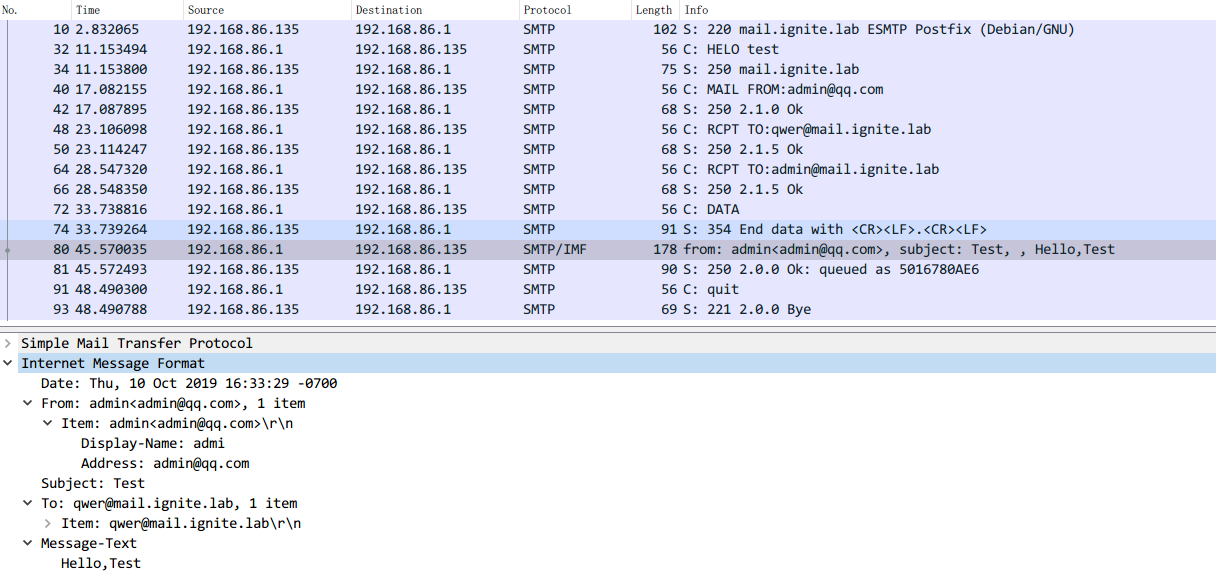 No. Time Source Destination Protocol Length Info
10 2.832065 192.168.86.135 192.168.86.1 SMTP 102 S: 220 mail.ignite.lab ESMTP Postfix (Debian/GNU)
32 11.153494 192.168.86.1 192.168.86.135 SMTP 56 C: HELO test
34 11.153800 192.168.86.135 192.168.86.1 SMTP 75 S: 250 mail.ignite.lab
40 17.082155 192.168.86.1 192.168.86.135 SMTP 56 C: MAIL FROM:admin@qq.com
42 17.087895 192.168.86.135 192.168.86.1 SMTP 68 S: 250 2.1.0 Ok
48 23.106098 192.168.86.1 192.168.86.135 SMTP 56 C: RCPT TO:qwer@mail.ignite.lab
50 23.114247 192.168.86.135 192.168.86.1 SMTP 68 S: 250 2.1.5 Ok
64 28.547320 192.168.86.1 192.168.86.135 SMTP 56 C: RCPT TO:admin@mail.ignite.lab
66 28.548350 192.168.86.135 192.168.86.1 SMTP 68 S: 250 2.1.5 Ok
72 33.738816 192.168.86.1 192.168.86.135 SMTP 56 C: DATA
74 33.739264 192.168.86.135 192.168.86.1 SMTP 91 S: 354 End data with <CR><LF>.<CR><LF>
80 45.570035 192.168.86.1 192.168.86.135 SMTP/IMF 178 from: admin<admin@qq.com>, subject: Test, , Hello,Test
81 45.572493 192.168.86.135 192.168.86.1 SMTP 90 S: 250 2.0.0 Ok: queued as 5016780AE6
91 48.490300 192.168.86.1 192.168.86.135 SMTP 56 C: quit
93 48.490788 192.168.86.135 192.168.86.1 SMTP 69 S: 221 2.0.0 Bye
Simple Mail Transfer Protocol
Internet Message Format
Date: Thu, 10 Oct 2019 16:33:29 -0700
From: admin<admin@qq.com>, 1 item
Item: admin<admin@qq.com>\r\n
Display-Name: admi
Address: admin@qq.com
Subject: Test
To: qwer@mail.ignite.lab, 1 item
Item: qwer@mail.ignite.lab\r\n
Message-Text
Hello,Test